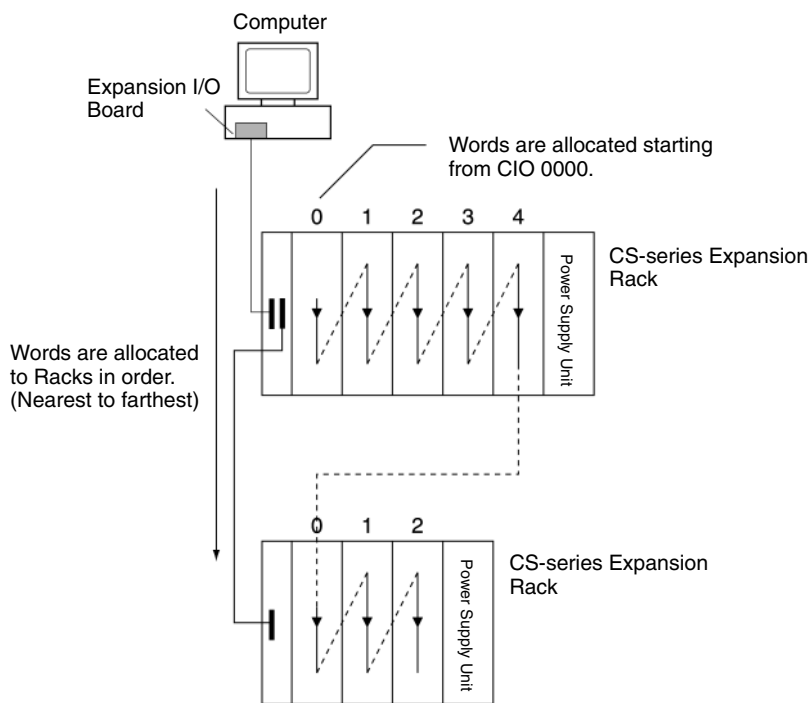 Computer
Expansion I/O
Board
Words are allocated starting
from CIO 0000.
0 1 2 3 4
Power Supply Unit
CS-series Expansion
Rack
Words are allocated
to Racks in order.
(Nearest to farthest)
0 1 2
Power Supply Unit
CS-series Expansion
Rack